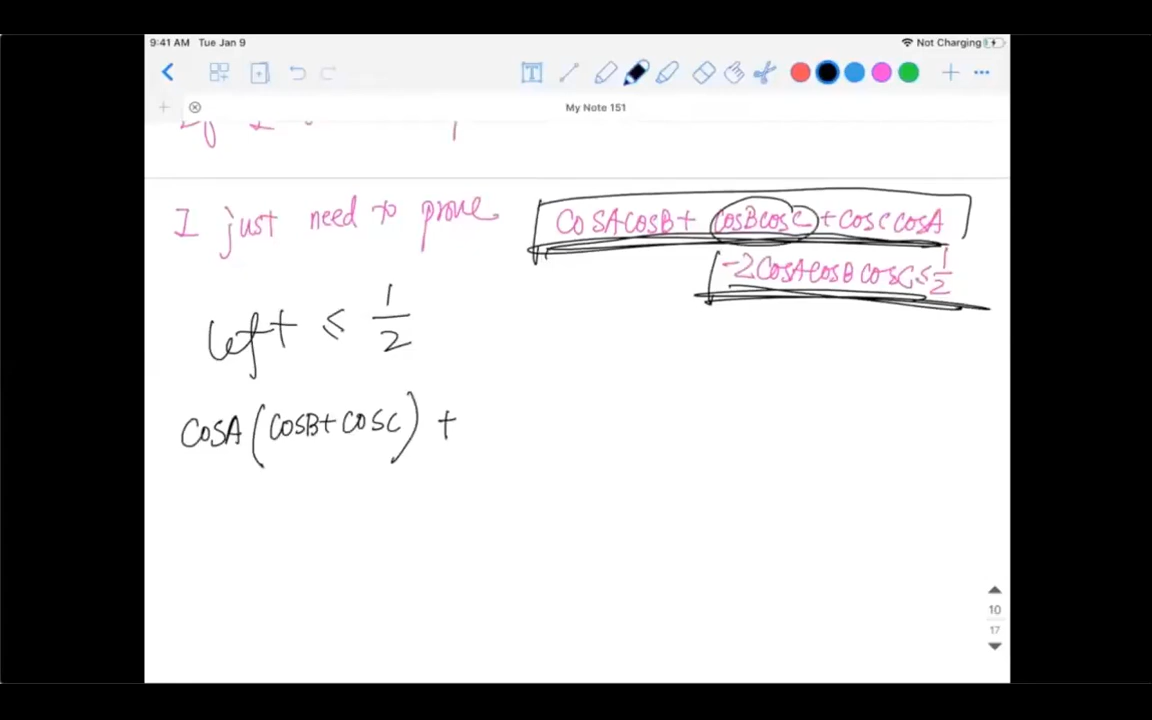 9:41 AM Tue Jan 9 Not Charging
My Note 151
I just need to prove cosAcosB + cosBcosC + cosCcosA
-2cosAcosBcosC ≤ 1/2
left ≤ 1/2
cosA(cosB+cosC) +
10
17